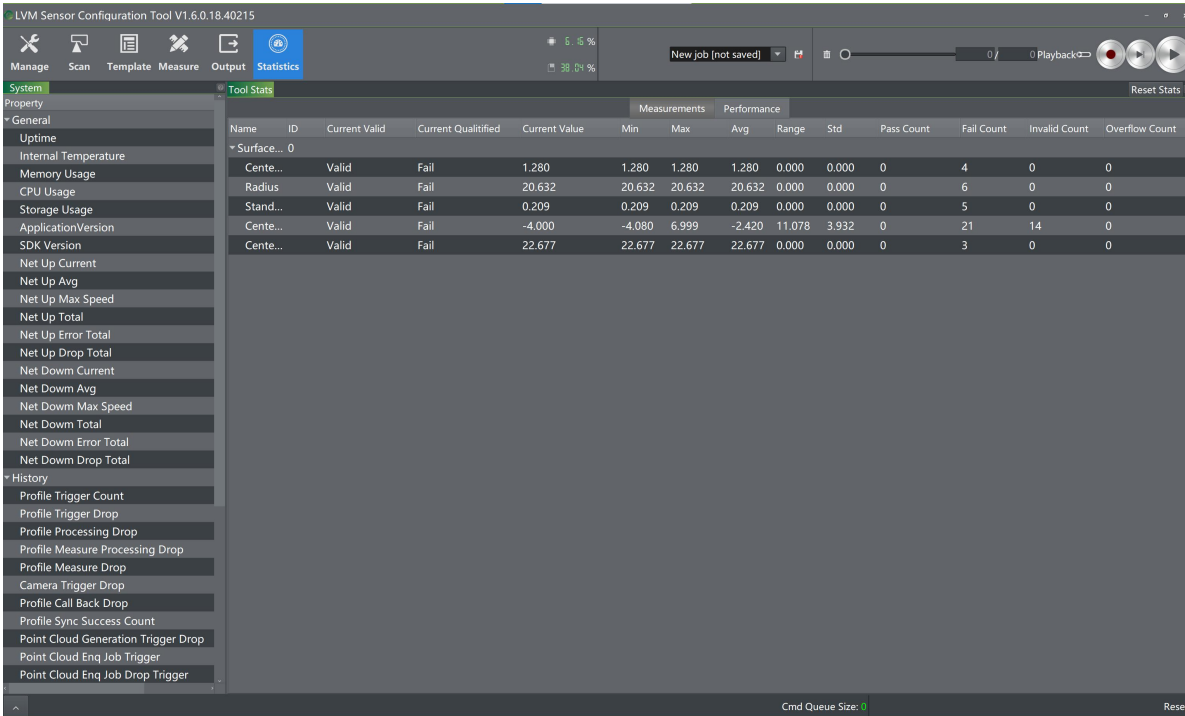 LVM Sensor Configuration Tool V1.6.0.18.40215
Manage Scan Template Measure Output Statistics
%
38.04 %
New job [not saved]
0/ 0 Playback
System
Tool Stats
Reset Stats
Property
Measurements Performance
General
Uptime
Internal Temperature
Memory Usage
CPU Usage
Storage Usage
ApplicationVersion
SDK Version
Net Up Current
Net Up Avg
Net Up Max Speed
Net Up Total
Net Up Error Total
Net Up Drop Total
Net Dowm Current
Net Dowm Avg
Net Dowm Max Speed
Net Dowm Total
Net Dowm Error Total
Net Dowm Drop Total
History
Profile Trigger Count
Profile Trigger Drop
Profile Processing Drop
Profile Measure Processing Drop
Profile Measure Drop
Camera Trigger Drop
Profile Call Back Drop
Profile Sync Success Count
Point Cloud Generation Trigger Drop
Point Cloud Enq Job Trigger
Point Cloud Enq Job Drop Trigger
Name ID Current Valid Current Qualitified Current Value Min Max Avg Range Std Pass Count Fail Count Invalid Count Overflow Count
Surface... 0
Cente... Valid Fail 1.280 1.280 1.280 1.280 0.000 0.000 0 4 0 0
Radius Valid Fail 20.632 20.632 20.632 20.632 0.000 0.000 0 6 0 0
Stand... Valid Fail 0.209 0.209 0.209 0.209 0.000 0.000 0 5 0 0
Cente... Valid Fail -4.000 -4.080 6.999 -2.420 11.078 3.932 0 21 14 0
Cente... Valid Fail 22.677 22.677 22.677 22.677 0.000 0.000 0 3 0 0
Cmd Queue Size: 0
Rese